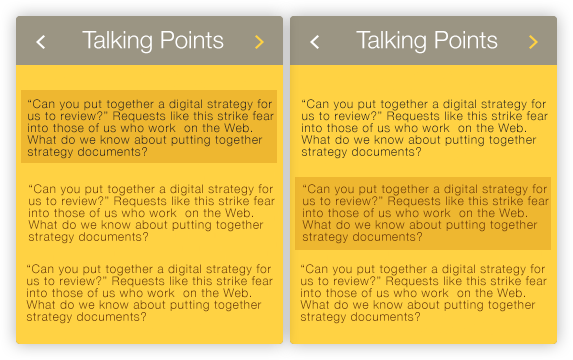 Talking Points
“Can you put together a digital strategy for
us to review?” Requests like this strike fear
into those of us who work  on the Web.
What do we know about putting together
strategy documents?
“Can you put together a digital strategy for
us to review?” Requests like this strike fear
into those of us who work  on the Web.
What do we know about putting together
strategy documents?
“Can you put together a digital strategy for
us to review?” Requests like this strike fear
into those of us who work  on the Web.
What do we know about putting together
strategy documents?
Talking Points
“Can you put together a digital strategy for
us to review?” Requests like this strike fear
into those of us who work  on the Web.
What do we know about putting together
strategy documents?
“Can you put together a digital strategy for
us to review?” Requests like this strike fear
into those of us who work  on the Web.
What do we know about putting together
strategy documents?
“Can you put together a digital strategy for
us to review?” Requests like this strike fear
into those of us who work  on the Web.
What do we know about putting together
strategy documents?